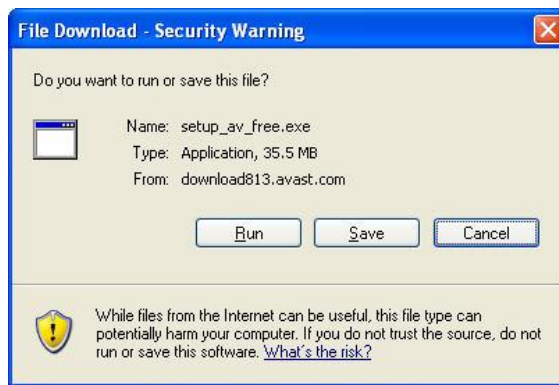 File Download - Security Warning
Do you want to run or save this file?
Name: setup_av_free.exe
Type: Application, 35.5 MB
From: download813.avast.com
Run Save Cancel
While files from the Internet can be useful, this file type can
potentially harm your computer. If you do not trust the source, do not
run or save this software. What's the risk?